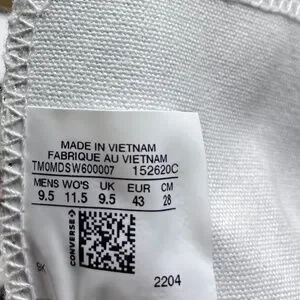 MADE IN VIETNAM
FABRIQUE AU VIETNAM
TM0MDSW600007 152620C
MENS WO'S UK EUR CM
9.5 11.5 9.5 43 28
CONVERSE
2204